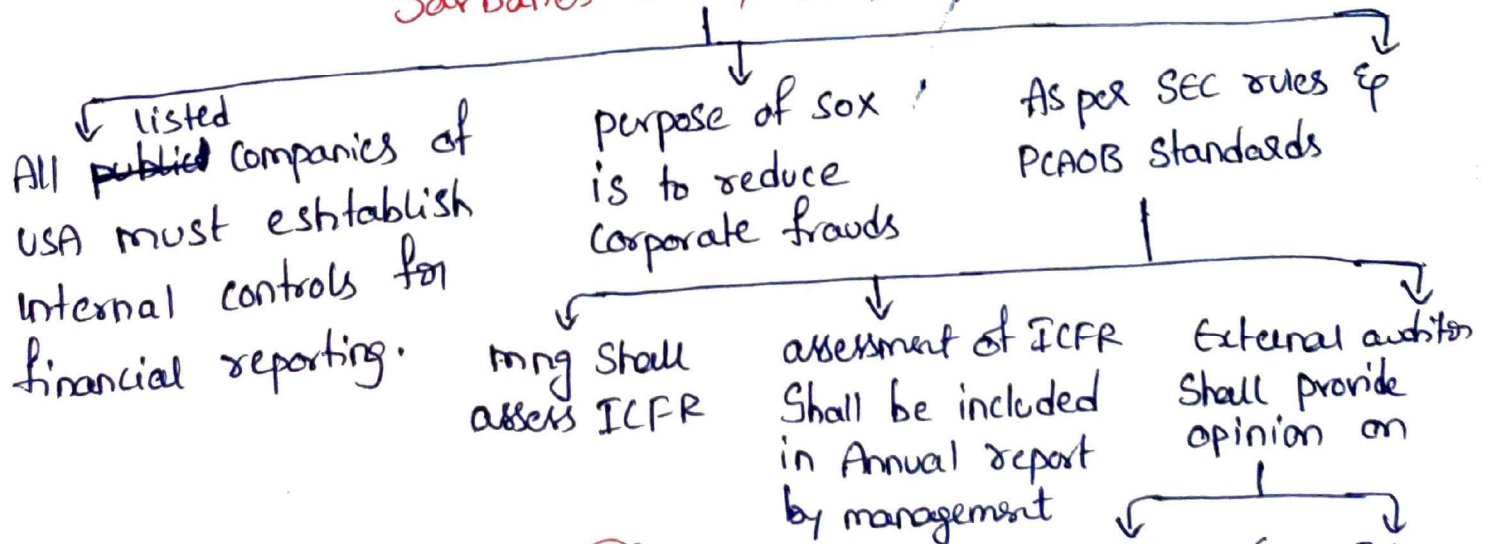 All listed companies of
USA must eshtablish
internal controls for
financial reporting.
purpose of SOX
is to reduce
corporate frauds
As per SEC rules &
PCAOB Standards
mng Shall
assess ICFR
assessment of ICFR
Shall be included
in Annual report
by management
External auditor
Shall provide
opinion on